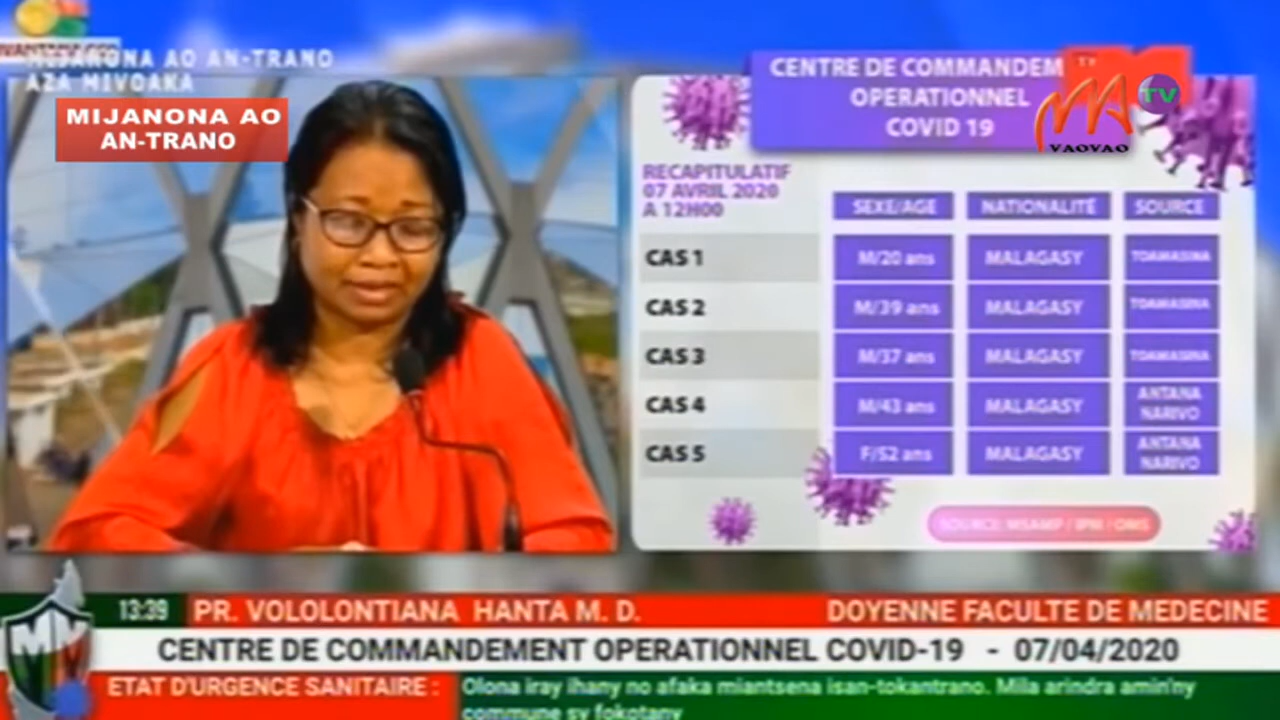 MIJANONA AO AN-TRANO
AZA MIVOAKA
MIJANONA AO
AN-TRANO
CENTRE DE COMMANDEM
OPERATIONNEL
COVID 19
MA
TV
VAOVAO
RECAPITULATIF
07 AVRIL 2020
A 12H00
SEXE/AGE NATIONALITÉ SOURCE
CAS 1 M/20 ans MALAGASY TOAMASINA
CAS 2 M/39 ans MALAGASY TOAMASINA
CAS 3 M/37 ans MALAGASY TOAMASINA
CAS 4 M/43 ans MALAGASY ANTANA
NARIVO
CAS 5 F/52 ans MALAGASY ANTANA
NARIVO
SOURCE: MSANP / IPM / OMS
13:39 PR. VOLOLONTIANA HANTA M. D. DOYENNE FACULTE DE MEDECINE
CENTRE DE COMMANDEMENT OPERATIONNEL COVID-19 - 07/04/2020
ETAT D'URGENCE SANITAIRE : Olona iray ihany no afaka miantsena isan-tokantrano. Mila arindra amin'ny
commune sy fokotany